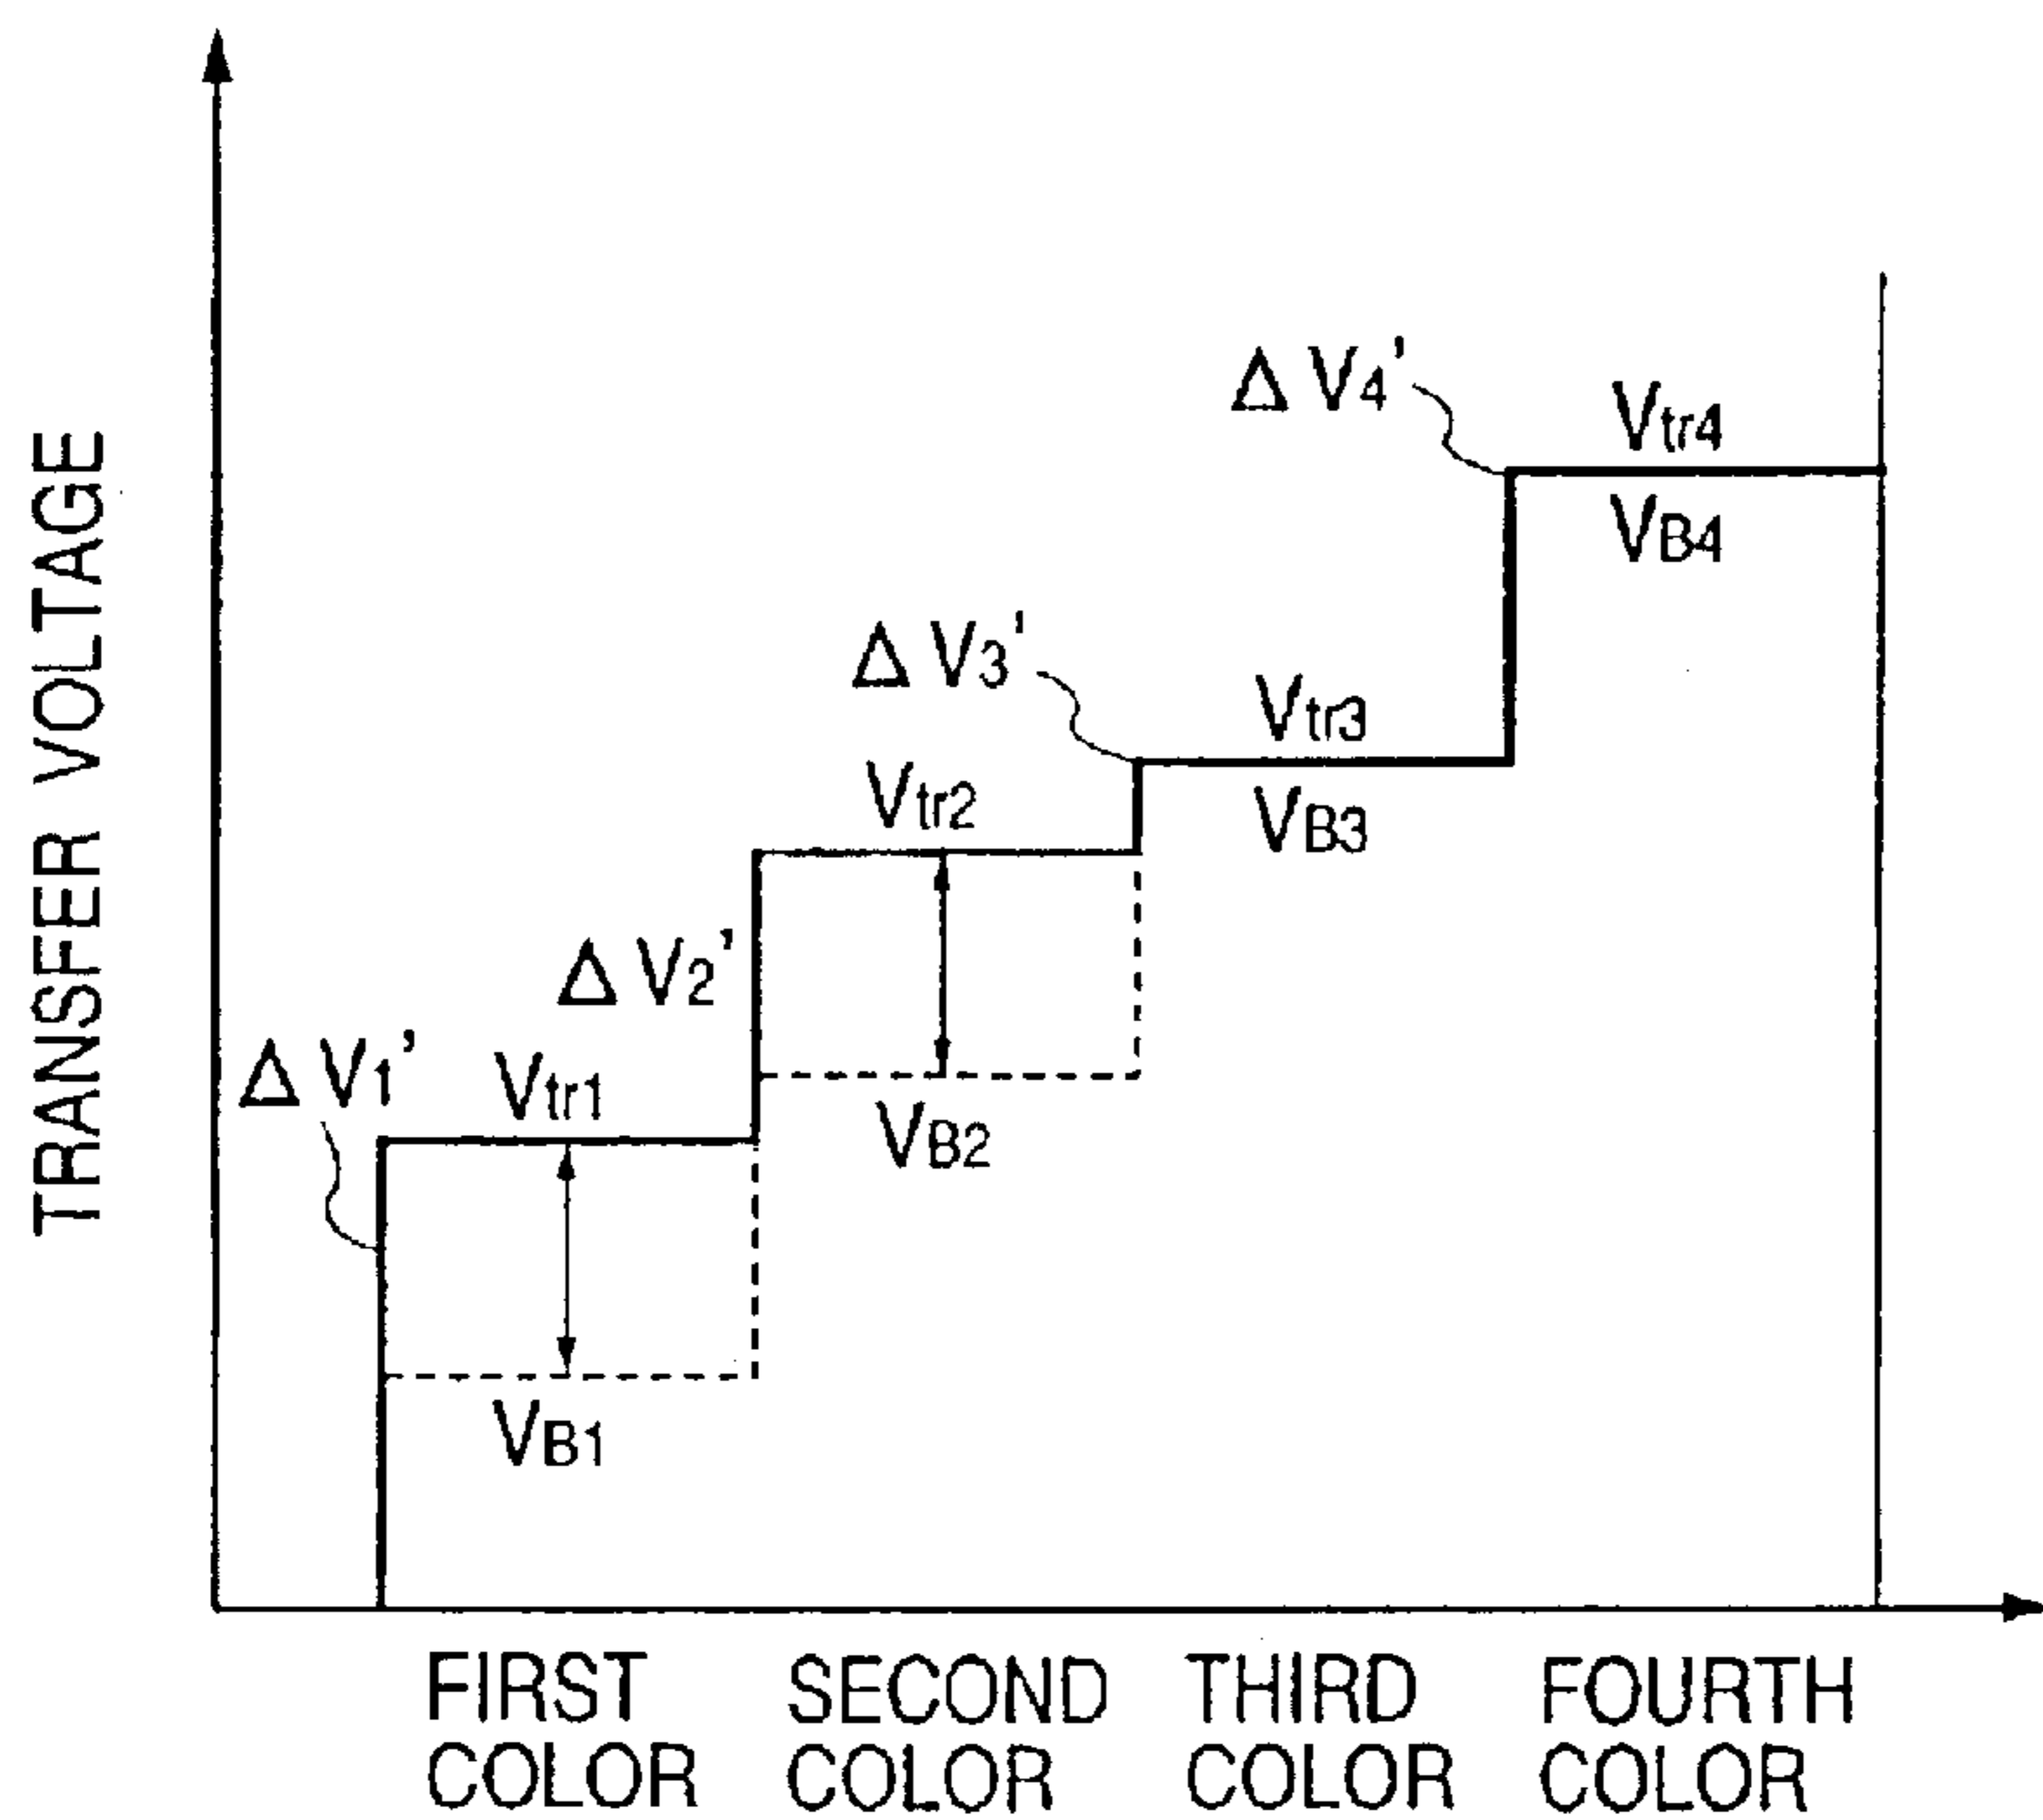 TRANSFER VOLTAGE
ΔV4'
Vtr4
VB4
ΔV3'
Vtr3
VB3
Vtr2
ΔV2'
VB2
ΔV1'
Vtr1
VB1
FIRST COLOR
SECOND COLOR
THIRD COLOR
FOURTH COLOR